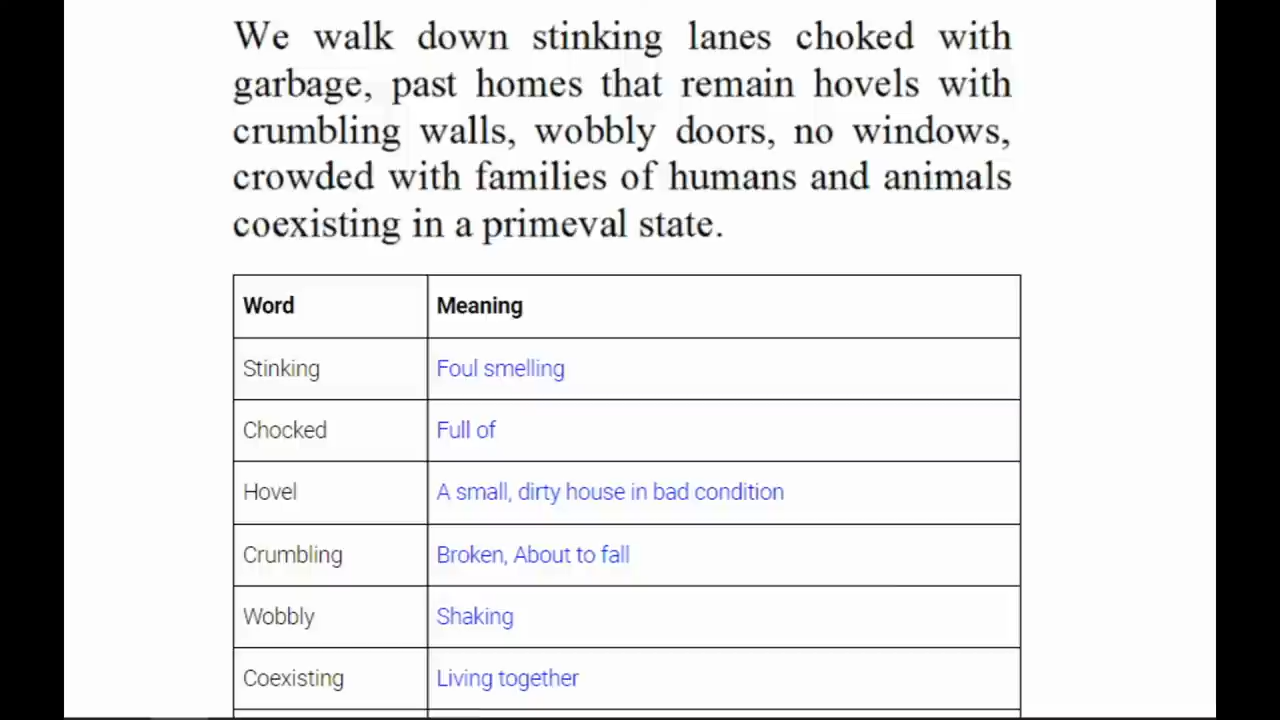 We walk down stinking lanes choked with
garbage, past homes that remain hovels with
crumbling walls, wobbly doors, no windows,
crowded with families of humans and animals
coexisting in a primeval state.
Word Meaning
Stinking Foul smelling
Chocked Full of
Hovel A small, dirty house in bad condition
Crumbling Broken, About to fall
Wobbly Shaking
Coexisting Living together